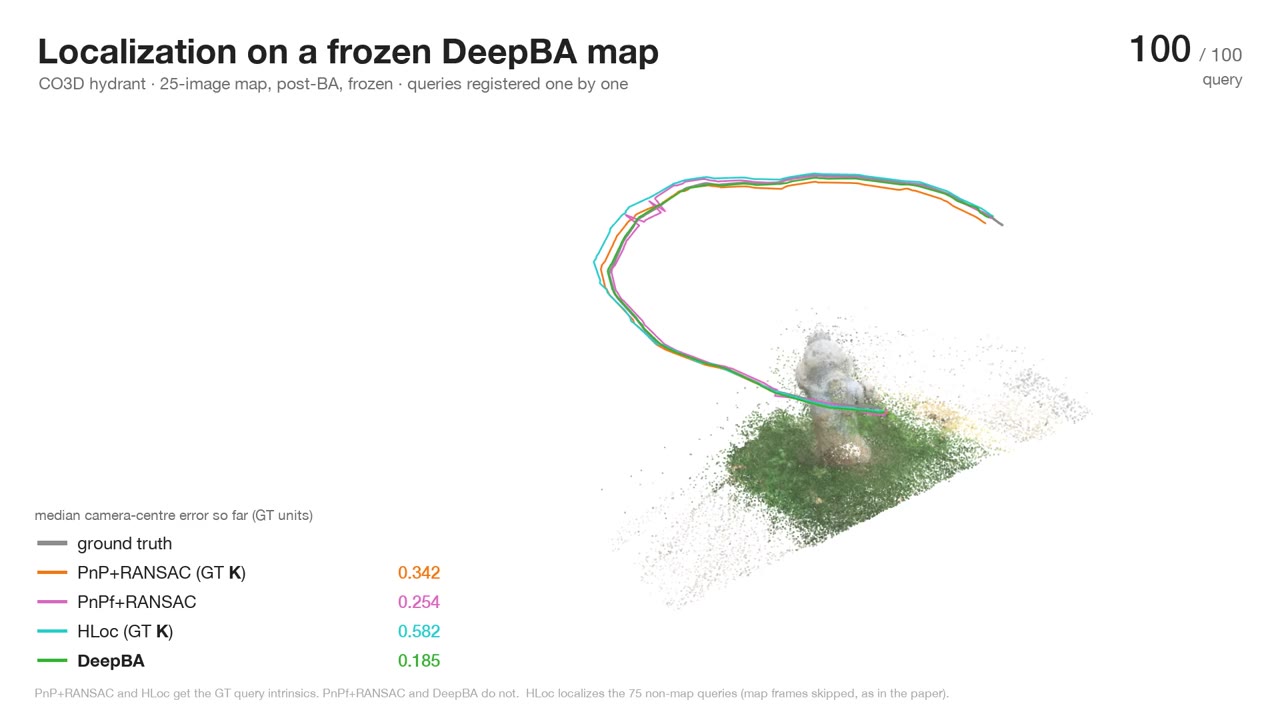 Localization on a frozen DeepBA map
CO3D hydrant · 25-image map, post-BA, frozen · queries registered one by one
100 / 100
query
median camera-centre error so far (GT units)
ground truth
PnP+RANSAC (GT K) 0.342
PnPf+RANSAC 0.254
HLoc (GT K) 0.582
DeepBA 0.185
PnP+RANSAC and HLoc get the GT query intrinsics. PnPf+RANSAC and DeepBA do not.  HLoc localizes the 75 non-map queries (map frames skipped, as in the paper).